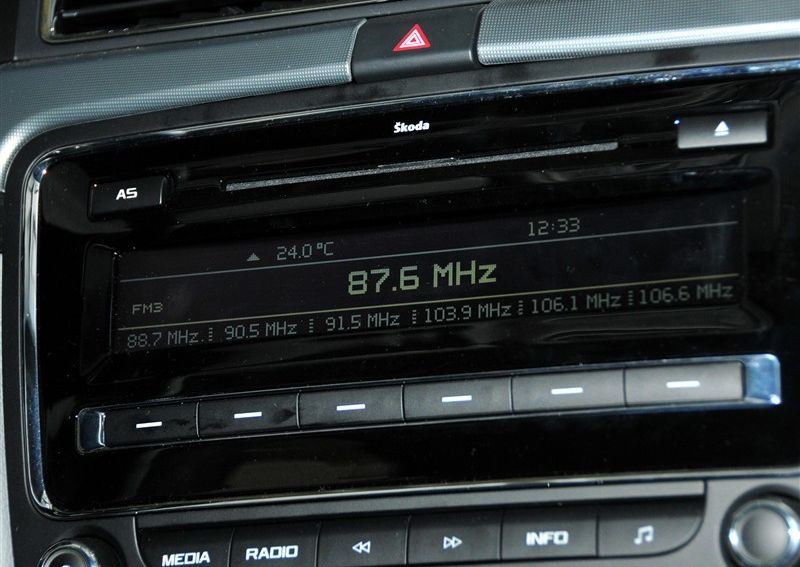 Škoda
AS
24.0 °C 12:33
87.6 MHz
FM3
88.7 MHz 90.5 MHz 91.5 MHz 103.9 MHz 106.1 MHz 106.6 MHz
MEDIA RADIO INFO